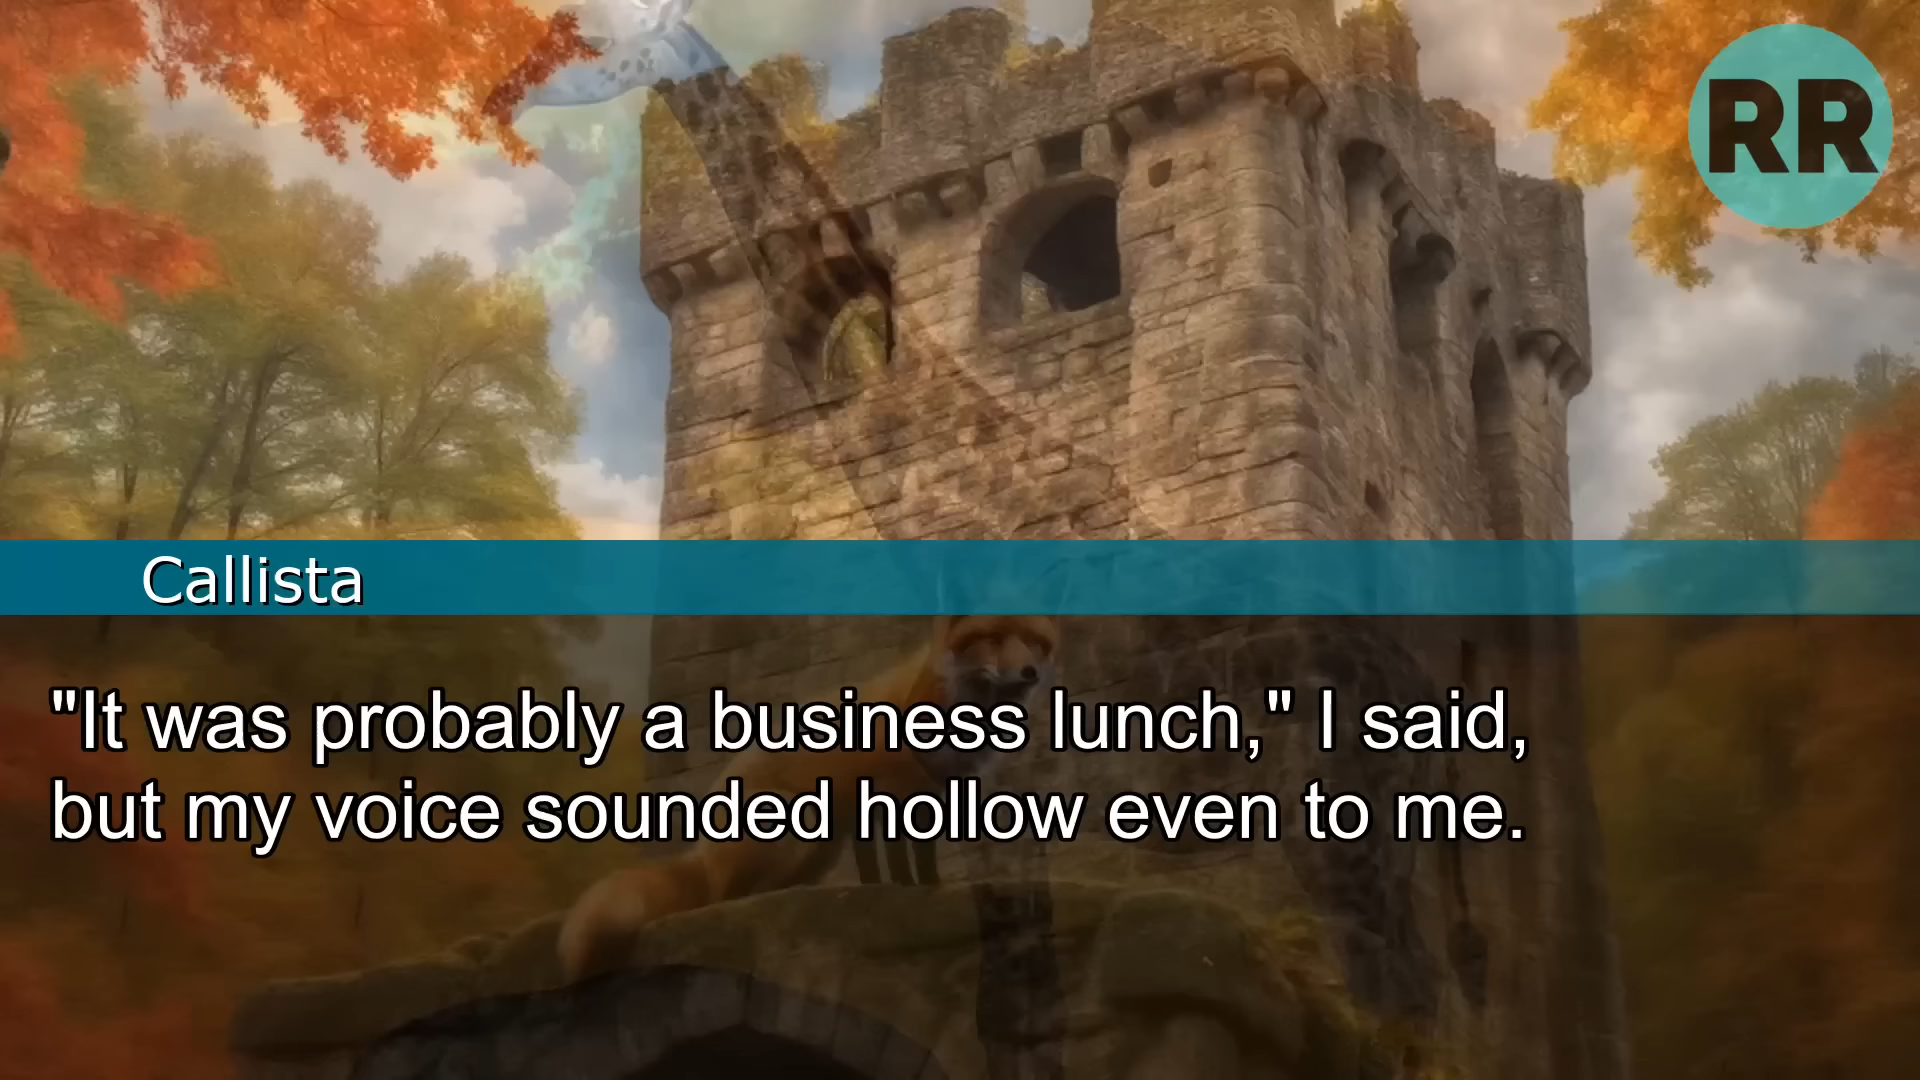 RR
Callista
"It was probably a business lunch," I said,
but my voice sounded hollow even to me.